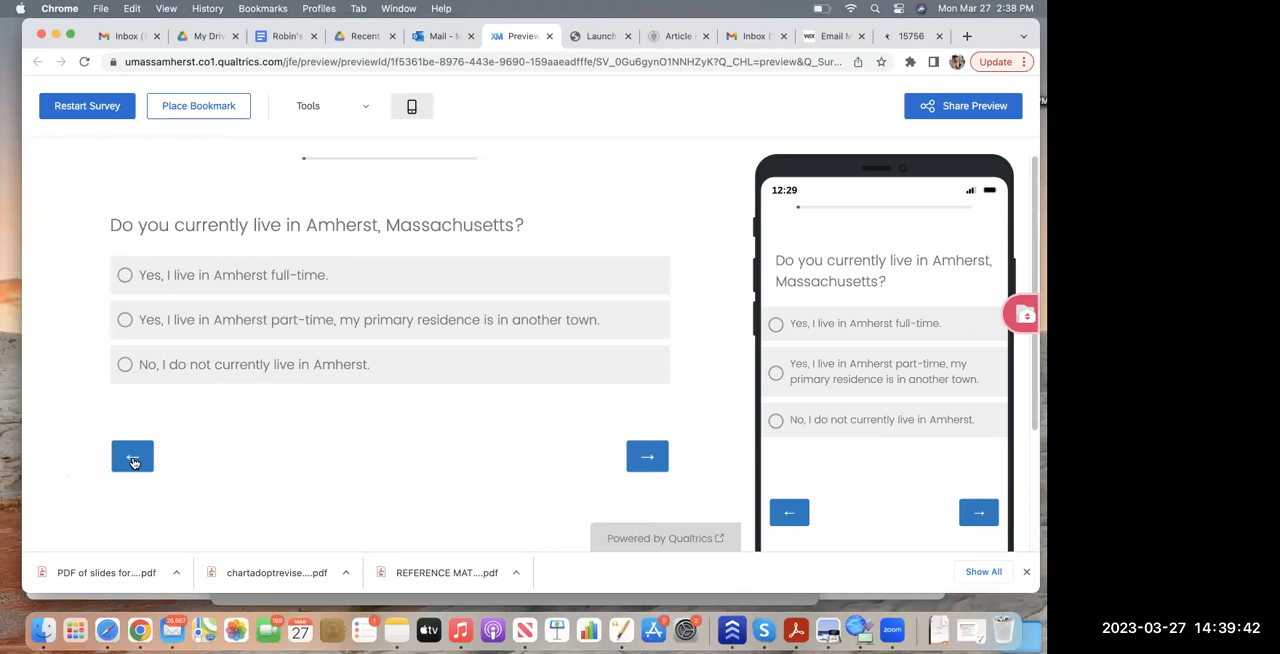 Chrome File Edit View History Bookmarks Profiles Tab Window Help Mon Mar 27 2:38 PM
Inbox ( My Driv Robin's Recent Mail - M XM Preview Launch Article Inbox ( WIX Email M 15756
umassamherst.co1.qualtrics.com/jfe/preview/previewId/1f5361be-8976-443e-9690-159aaeadfffe/SV_0Gu6gynO1NNHZyK?Q_CHL=preview&Q_Sur... Update
Restart Survey Place Bookmark Tools Share Preview
Do you currently live in Amherst, Massachusetts?
Yes, I live in Amherst full-time.
Yes, I live in Amherst part-time, my primary residence is in another town.
No, I do not currently live in Amherst.
← →
Powered by Qualtrics
12:29
Do you currently live in Amherst,
Massachusetts?
Yes, I live in Amherst full-time.
Yes, I live in Amherst part-time, my
primary residence is in another town.
No, I do not currently live in Amherst.
← →
PDF of slides for....pdf chartadoptrevise....pdf REFERENCE MAT....pdf Show All
MAR 27 tv zoom
2023-03-27 14:39:42